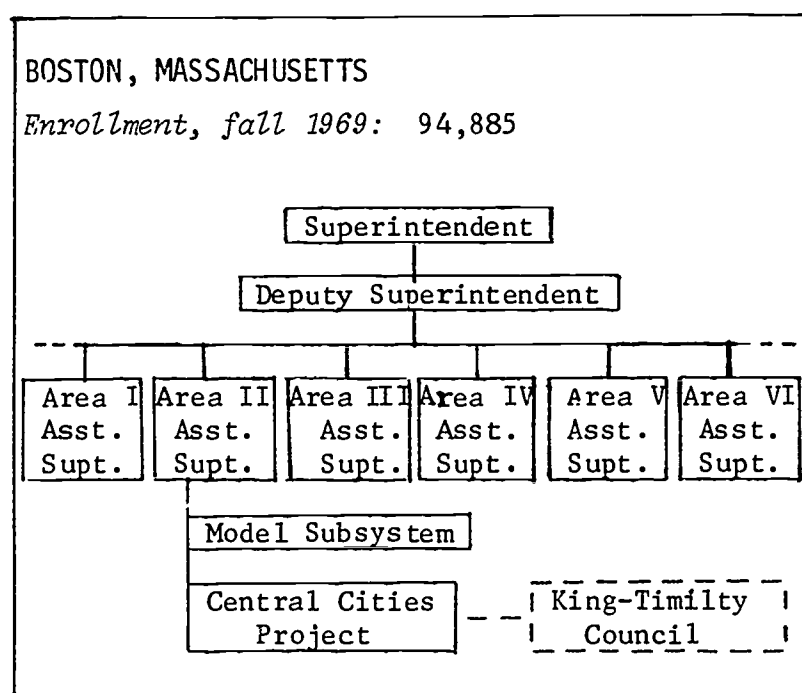 BOSTON, MASSACHUSETTS
Enrollment, fall 1969: 94,885
Superintendent
Deputy Superintendent
Area I Area II Area III Area IV Area V Area VI
Asst. Asst. Asst. Asst. Asst. Asst.
Supt. Supt. Supt. Supt. Supt. Supt.
Model Subsystem
Central Cities King-Timilty
Project Council